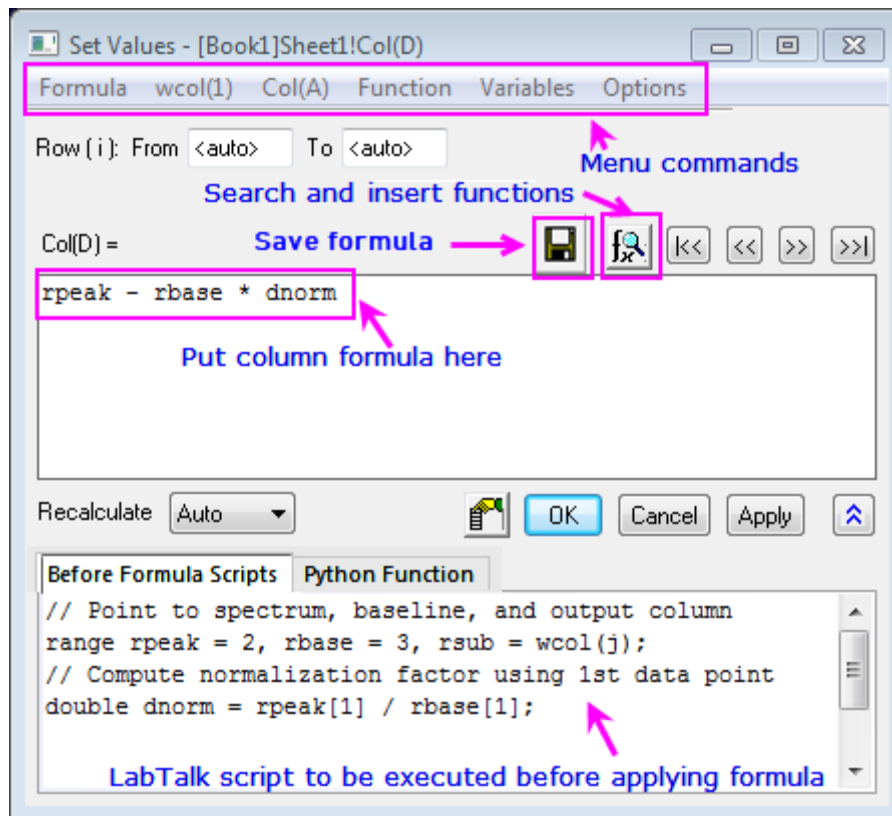 Set Values - [Book1]Sheet1!Col(D)
Formula wcol(1) Col(A) Function Variables Options
Row ( i ): From <auto> To <auto>
Menu commands
Search and insert functions
Col(D) = Save formula
rpeak - rbase * dnorm
Put column formula here
Recalculate Auto OK Cancel Apply
Before Formula Scripts Python Function
// Point to spectrum, baseline, and output column
range rpeak = 2, rbase = 3, rsub = wcol(j);
// Compute normalization factor using 1st data point
double dnorm = rpeak[1] / rbase[1];
LabTalk script to be executed before applying formula